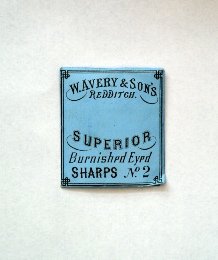 W. AVERY & SON'S
REDDITCH.
SUPERIOR
Burnished Eyed
SHARPS No. 2